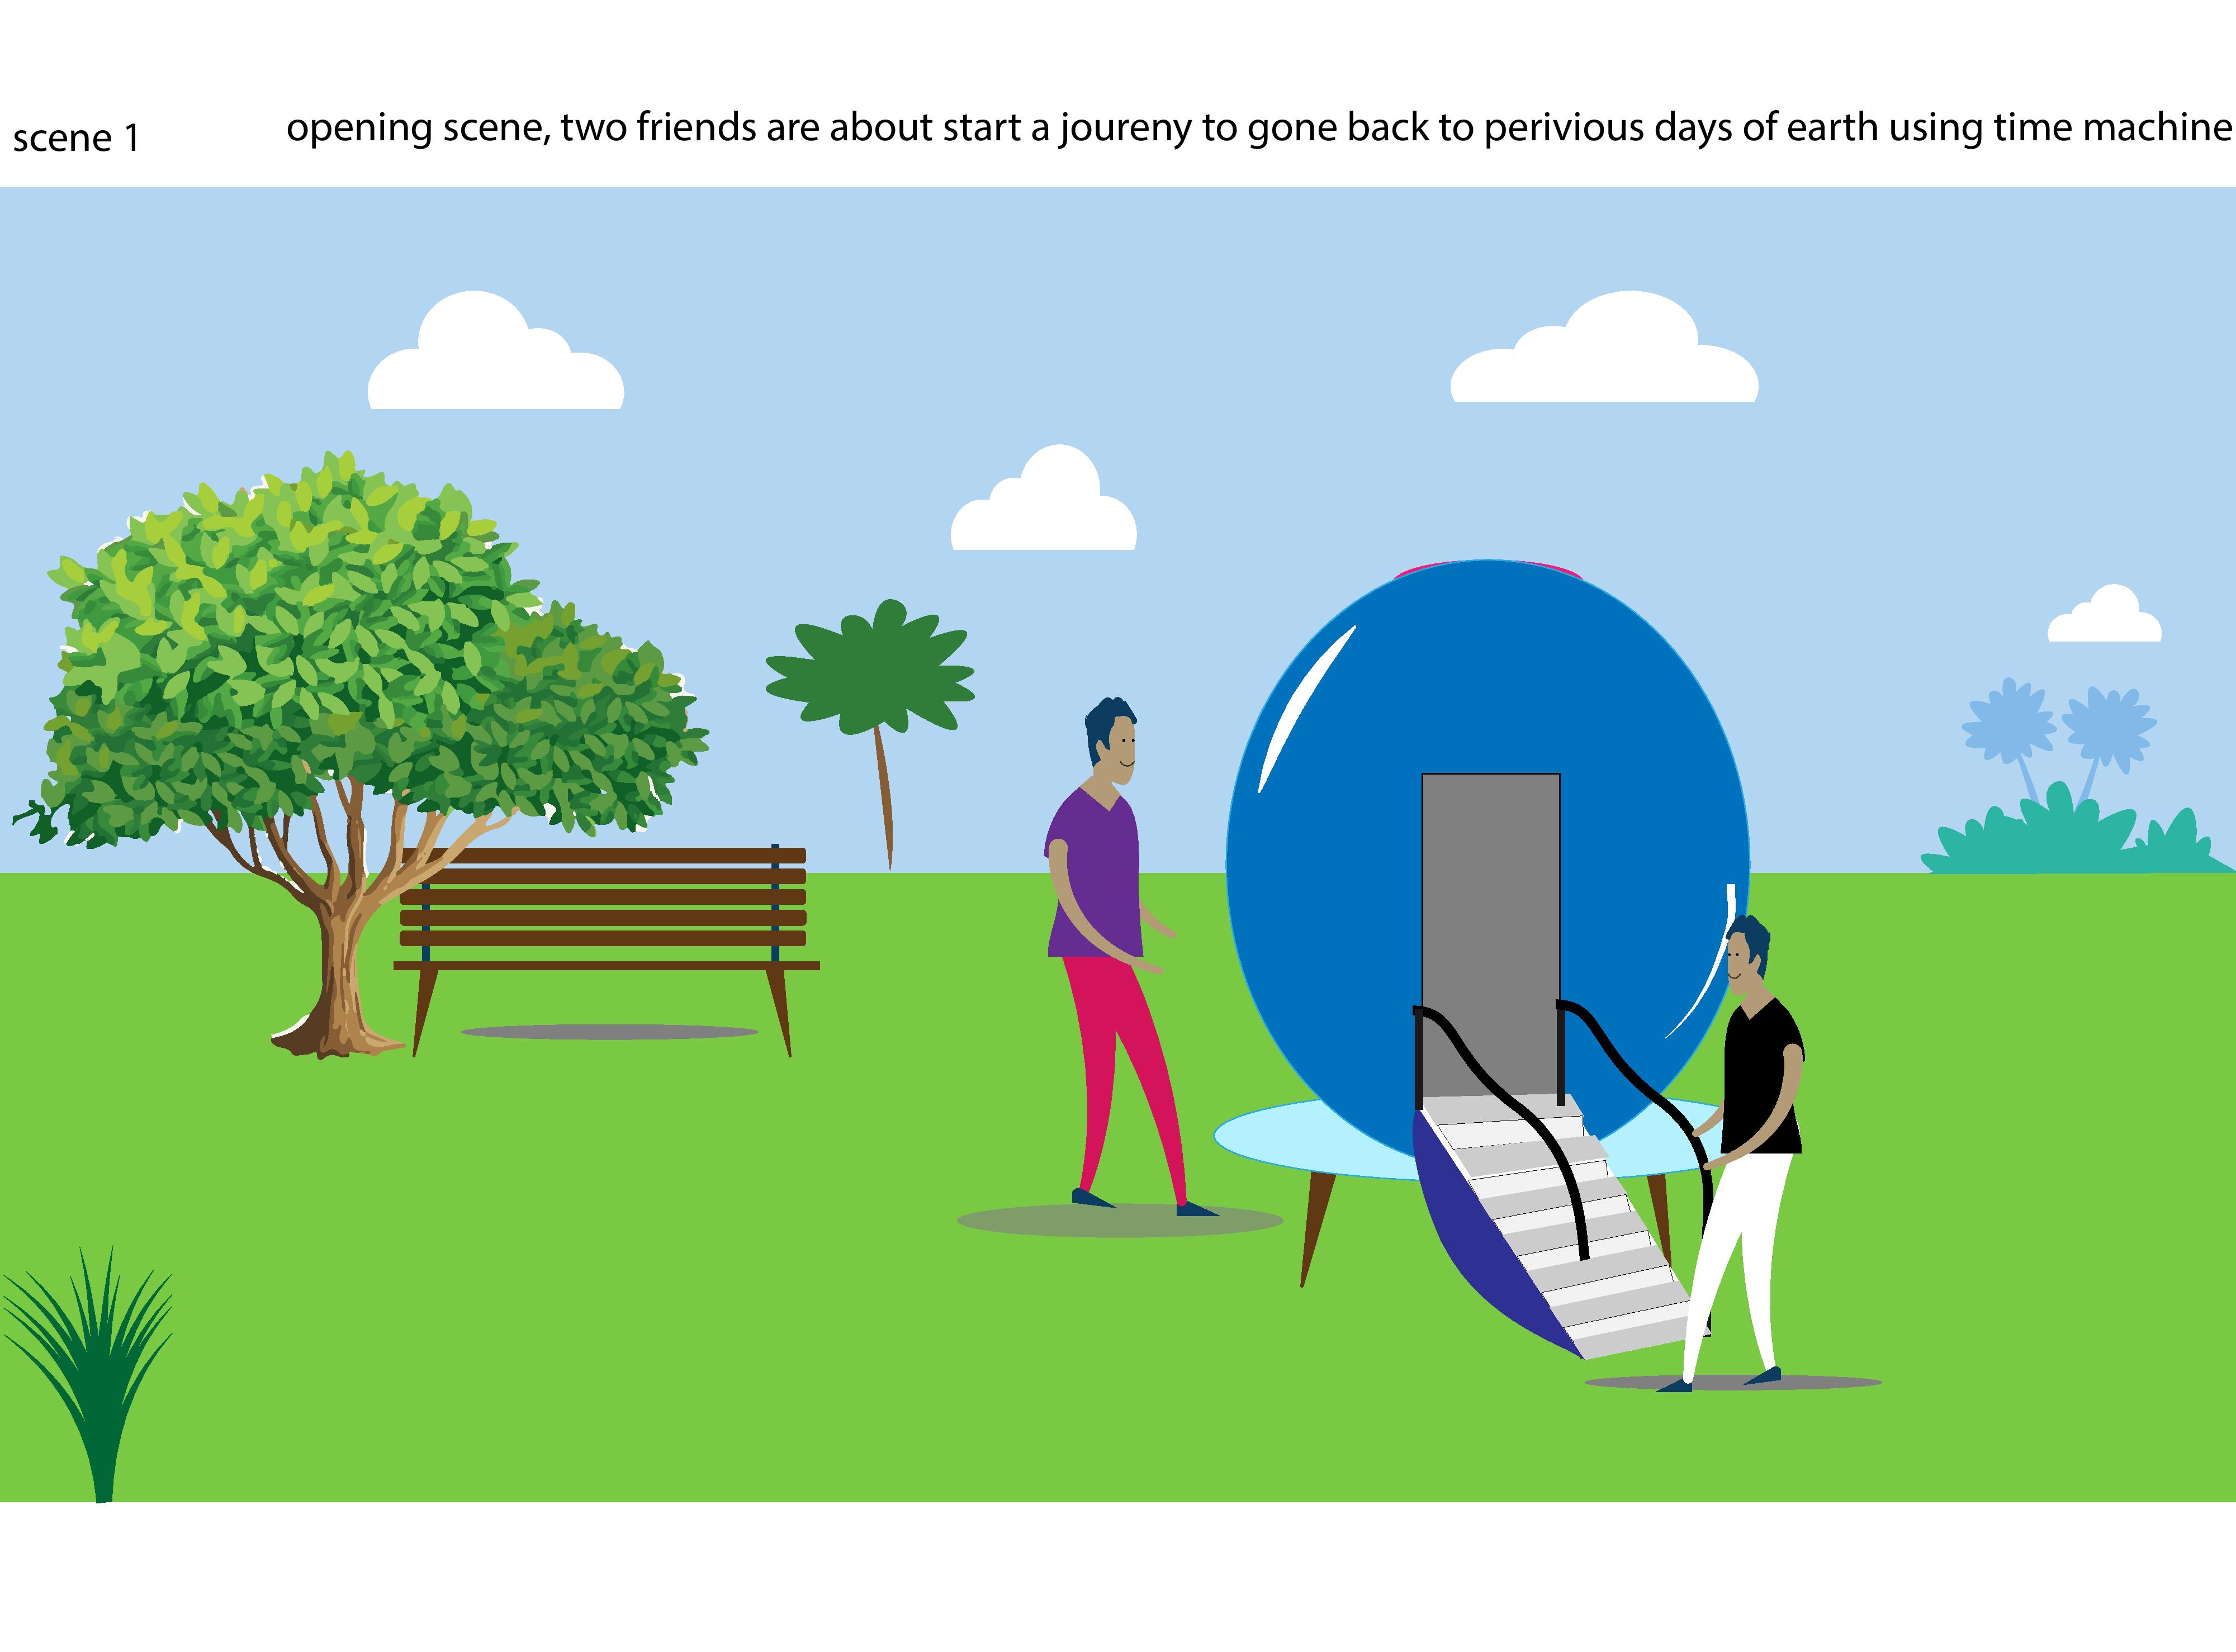 scene 1
opening scene, two friends are about start a joureny to gone back to perivious days of earth using time machine